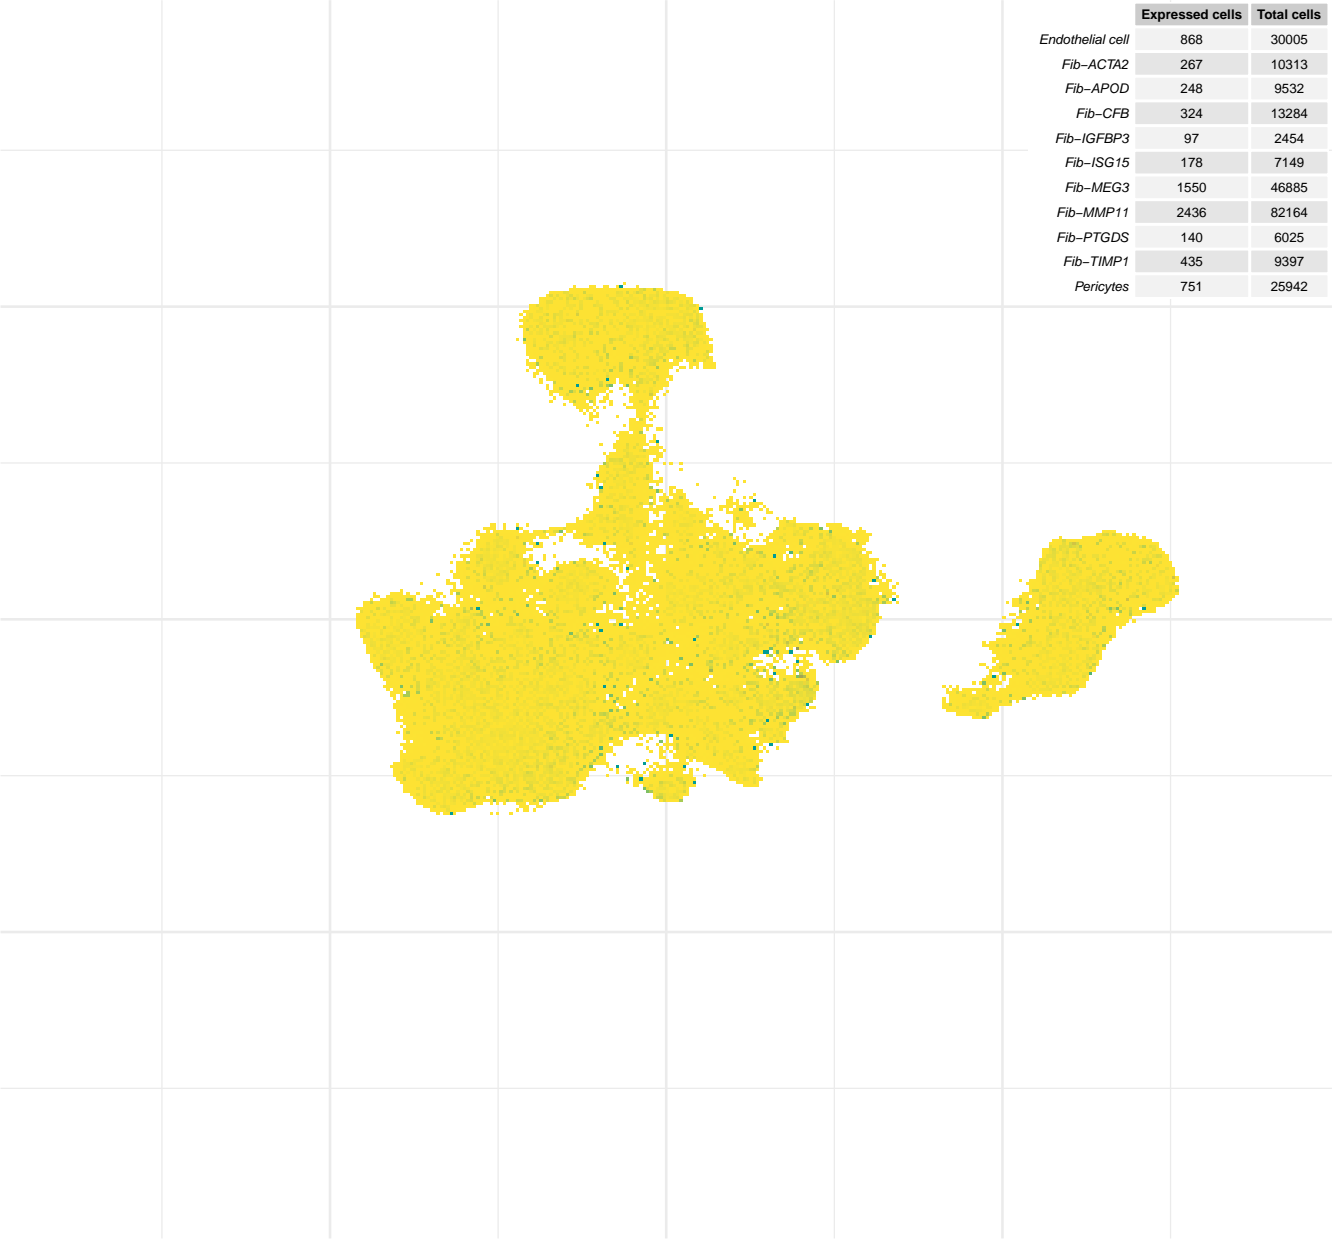 Expressed cells Total cells
Endothelial cell 868 30005
Fib−ACTA2 267 10313
Fib−APOD 248 9532
Fib−CFB 324 13284
Fib−IGFBP3 97 2454
Fib−ISG15 178 7149
Fib−MEG3 1550 46885
Fib−MMP11 2436 82164
Fib−PTGDS 140 6025
Fib−TIMP1 435 9397
Pericytes 751 25942